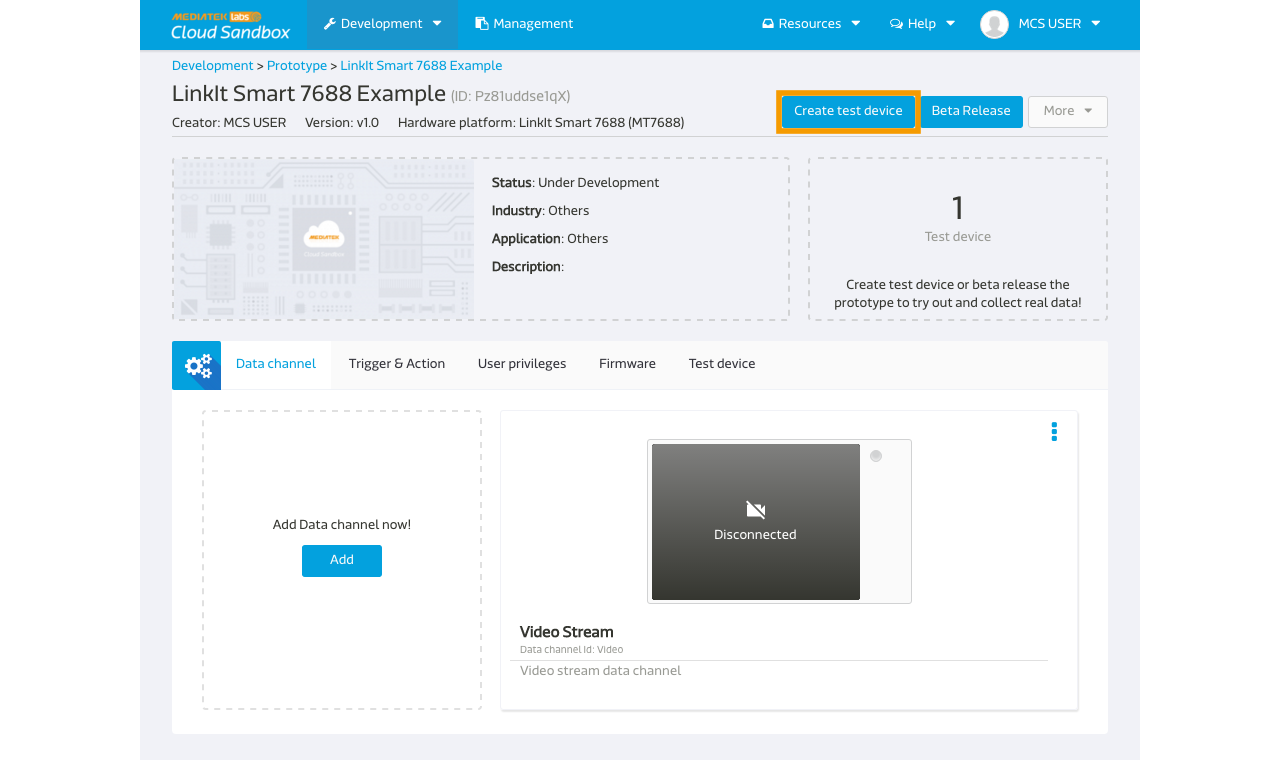 MEDIATEK labs
Cloud Sandbox
Development
Management
Resources
Help
MCS USER
Development > Prototype > LinkIt Smart 7688 Example
LinkIt Smart 7688 Example (ID: Pz81uddse1qX)
Creator: MCS USER Version: v1.0 Hardware platform: LinkIt Smart 7688 (MT7688)
Create test device
Beta Release
More
MEDIATEK
Cloud Sandbox
Status: Under Development
Industry: Others
Application: Others
Description:
1
Test device
Create test device or beta release the
prototype to try out and collect real data!
Data channel
Trigger & Action
User privileges
Firmware
Test device
Add Data channel now!
Add
Disconnected
Video Stream
Data channel Id: Video
Video stream data channel